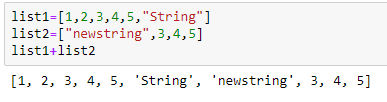 list1=[1,2,3,4,5,"String"]
list2=["newstring",3,4,5]
list1+list2
[1, 2, 3, 4, 5, 'String', 'newstring', 3, 4, 5]